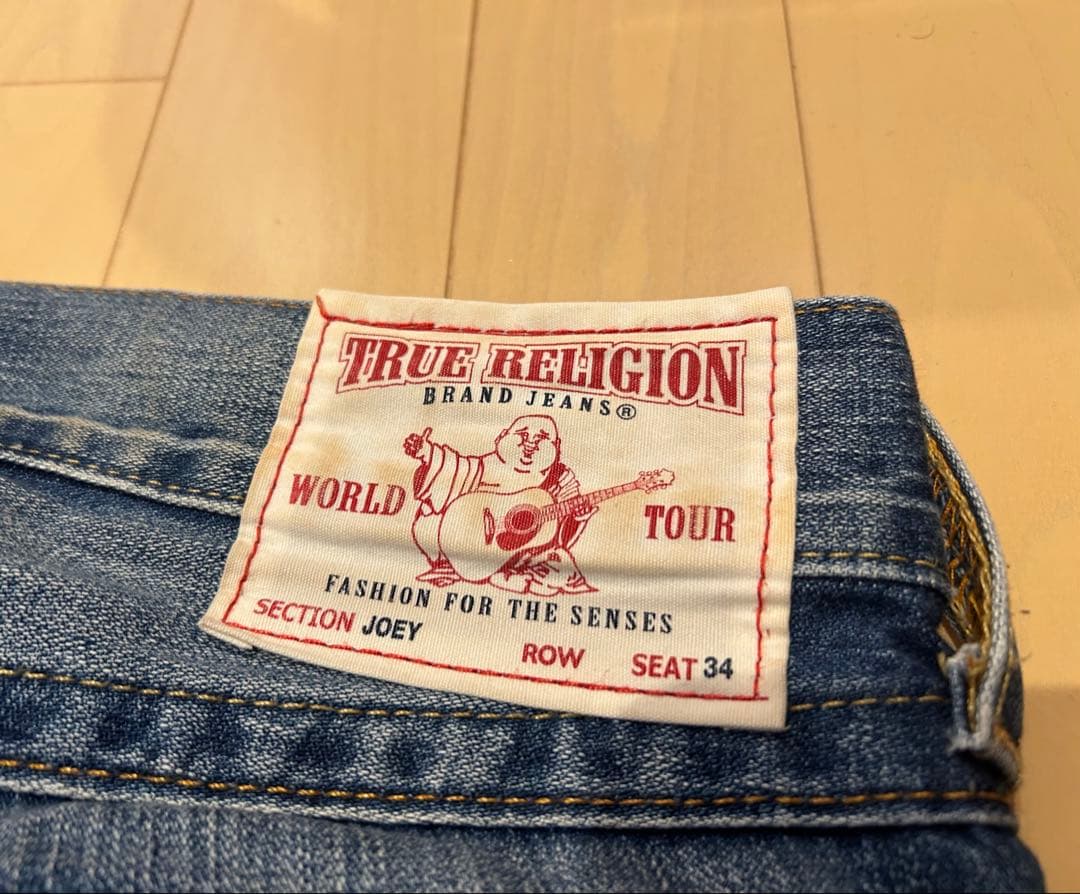 TRUE RELIGION
BRAND JEANS®
WORLD TOUR
FASHION FOR THE SENSES
SECTION JOEY ROW SEAT 34